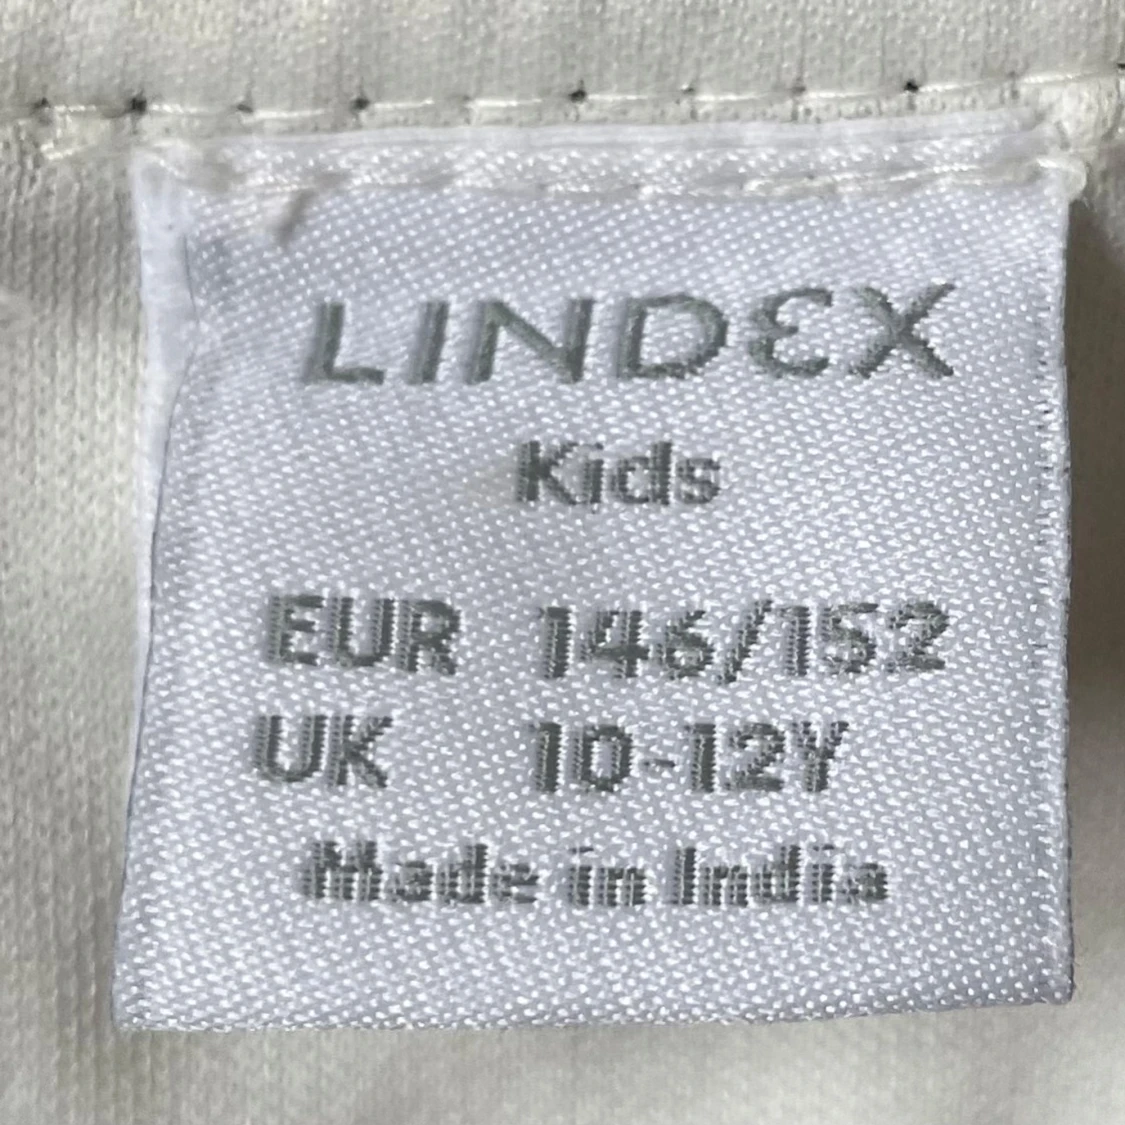 LINDEX
Kids
EUR 146/152
UK 10-12Y
Made in India